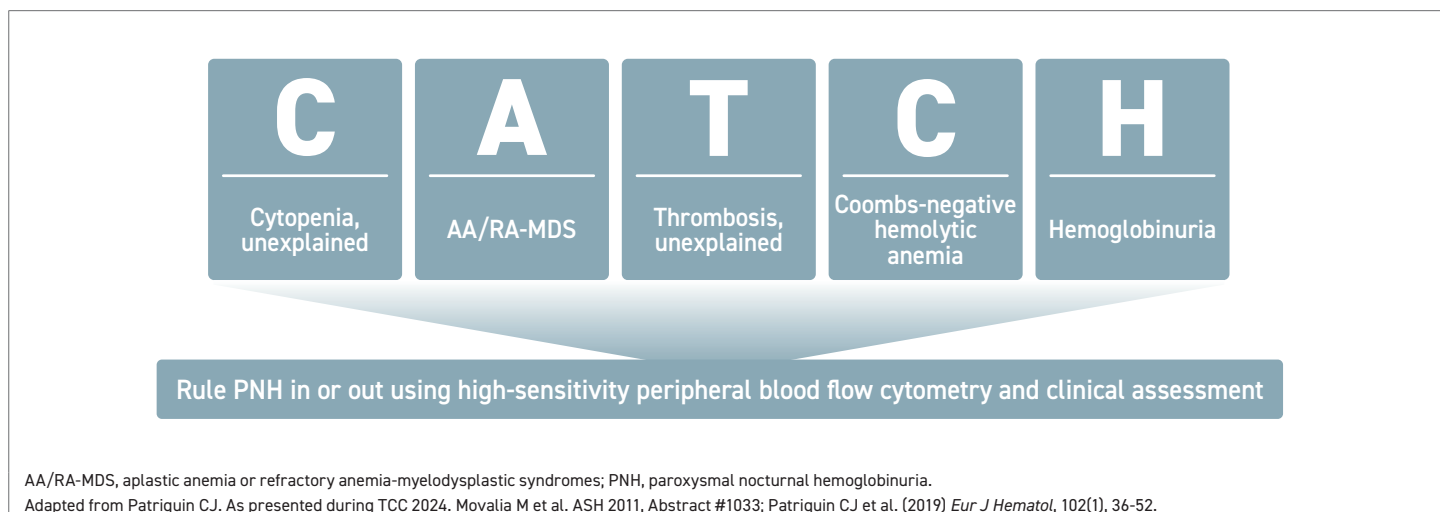 C
Cytopenia,
unexplained
A
AA/RA-MDS
T
Thrombosis,
unexplained
C
Coombs-negative
hemolytic
anemia
H
Hemoglobinuria
Rule PNH in or out using high-sensitivity peripheral blood flow cytometry and clinical assessment
AA/RA-MDS, aplastic anemia or refractory anemia-myelodysplastic syndromes; PNH, paroxysmal nocturnal hemoglobinuria.
Adapted from Patriquin CJ. As presented during TCC 2024. Movalia M et al. ASH 2011, Abstract #1033; Patriquin CJ et al. (2019) Eur J Hematol, 102(1), 36-52.